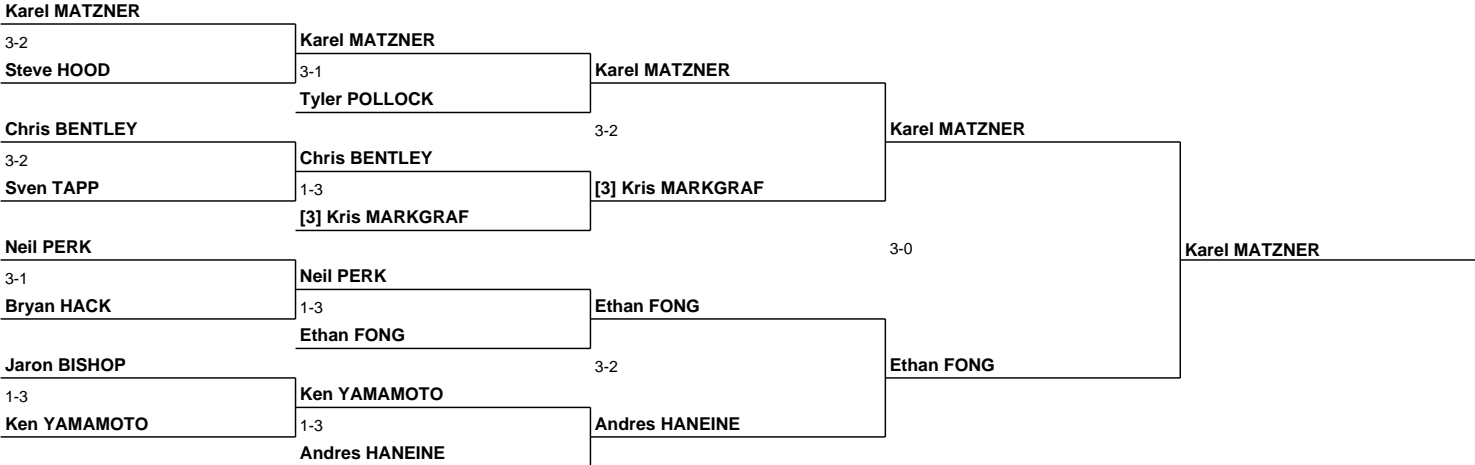 Karel MATZNER
3-2
Karel MATZNER
Steve HOOD
3-1
Karel MATZNER
Tyler POLLOCK
Chris BENTLEY
3-2
Karel MATZNER
3-2
Chris BENTLEY
Sven TAPP
1-3
[3] Kris MARKGRAF
[3] Kris MARKGRAF
Neil PERK
3-0
Karel MATZNER
3-1
Neil PERK
Bryan HACK
1-3
Ethan FONG
Ethan FONG
Jaron BISHOP
3-2
Ethan FONG
1-3
Ken YAMAMOTO
Ken YAMAMOTO
1-3
Andres HANEINE
Andres HANEINE